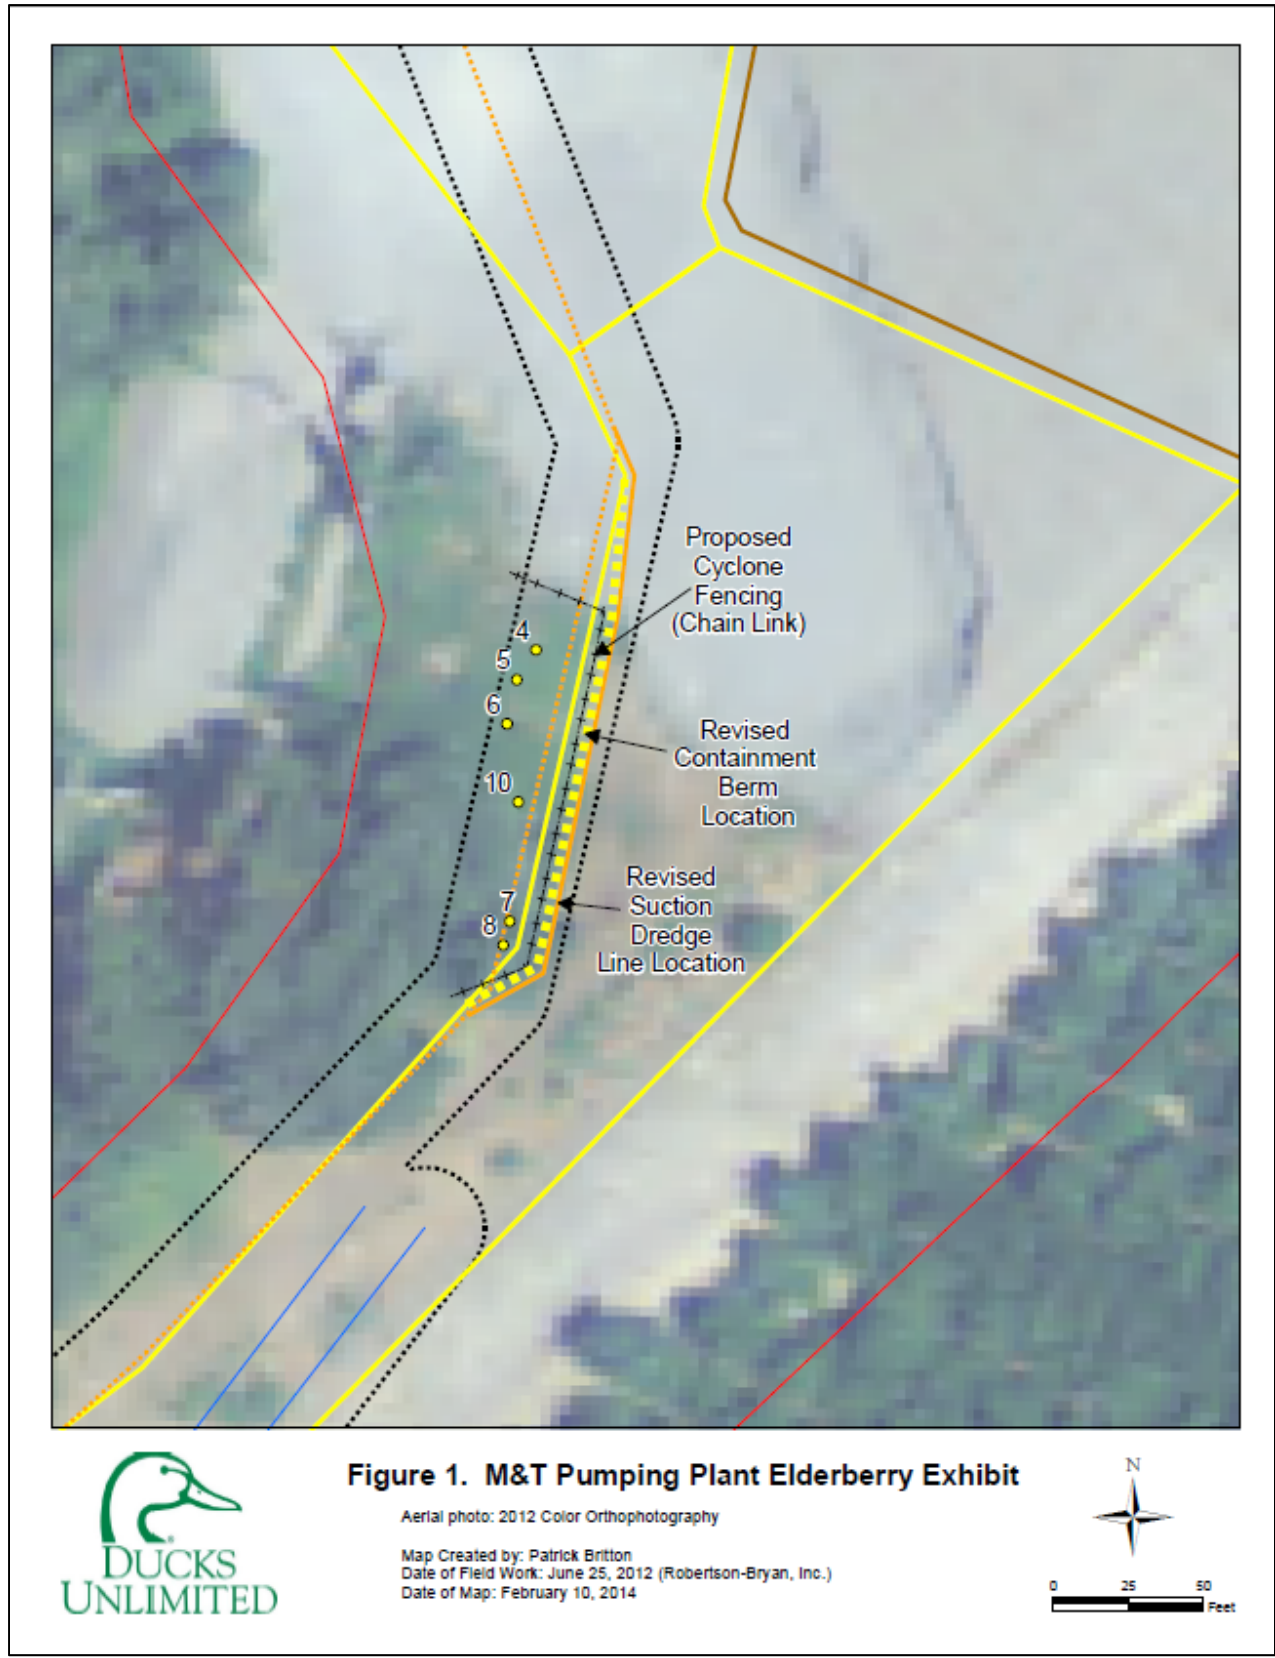 Proposed
Cyclone
Fencing
(Chain Link)
4
5
6
10
Revised
Containment
Berm
Location
7
8
Revised
Suction
Dredge
Line Location
Figure 1.  M&T Pumping Plant Elderberry Exhibit
Aerial photo: 2012 Color Orthophotography
Map Created by: Patrick Britton
Date of Field Work: June 25, 2012 (Robertson-Bryan, Inc.)
Date of Map: February 10, 2014
DUCKS
UNLIMITED
N
0 25 50
Feet